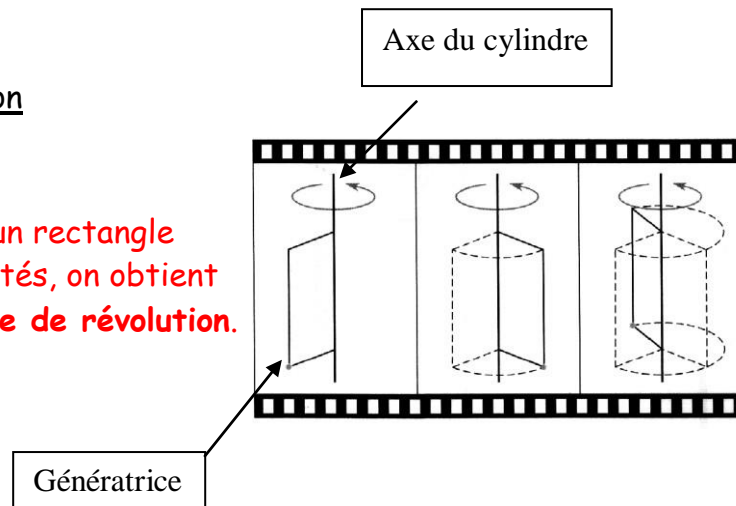 Axe du cylindre
on
un rectangle
tés, on obtient
e de révolution.
Génératrice